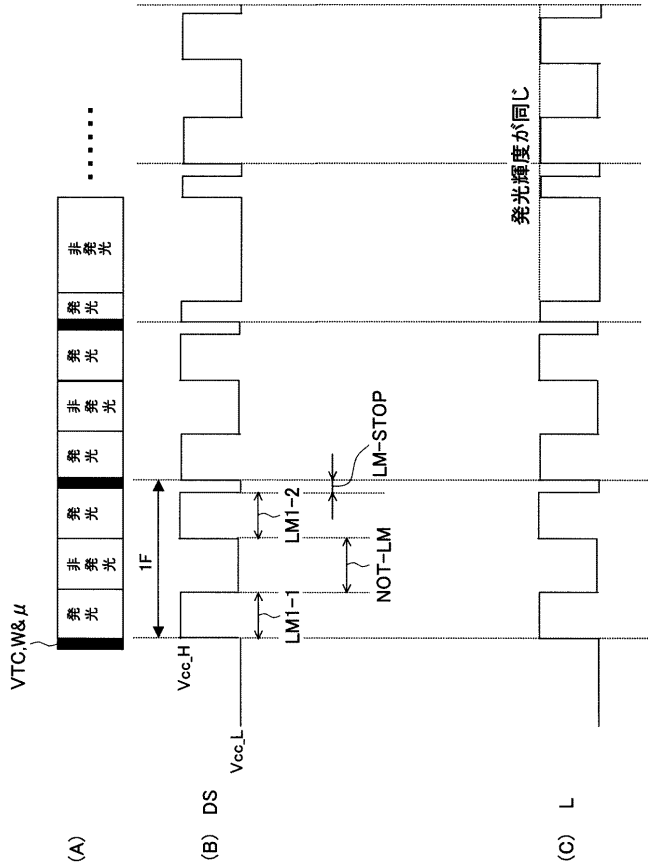 VTC,W&μ
(A)
発光
非発光
発光
発光
非発光
発光
発光
非発光
......
1F
Vcc_H
Vcc_L
(B) DS
LM1-1
LM1-2
NOT-LM
LM-STOP
発光輝度が同じ
(C) L